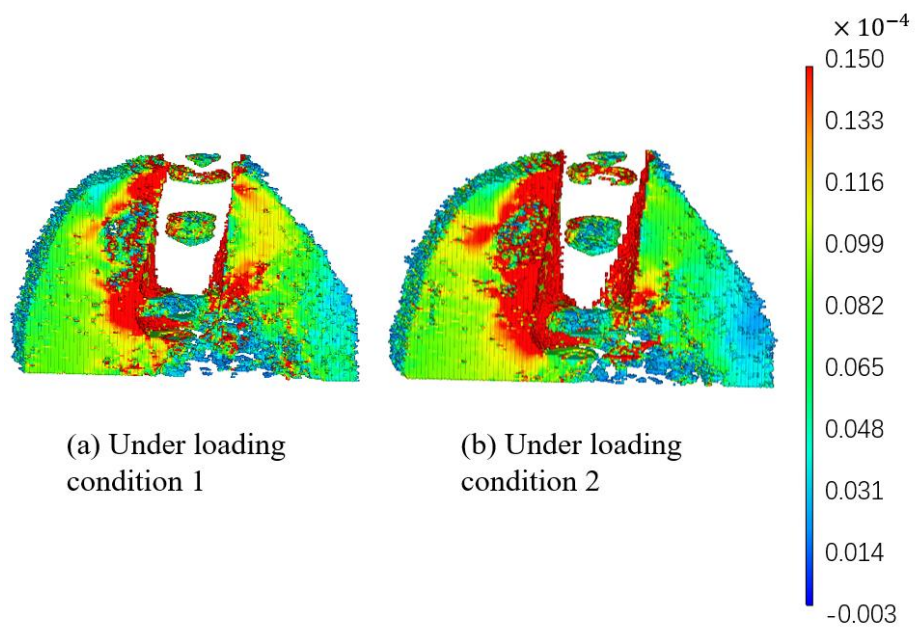 × 10⁻⁴
0.150
0.133
0.116
0.099
0.082
0.065
0.048
0.031
0.014
-0.003
(a) Under loading
condition 1
(b) Under loading
condition 2